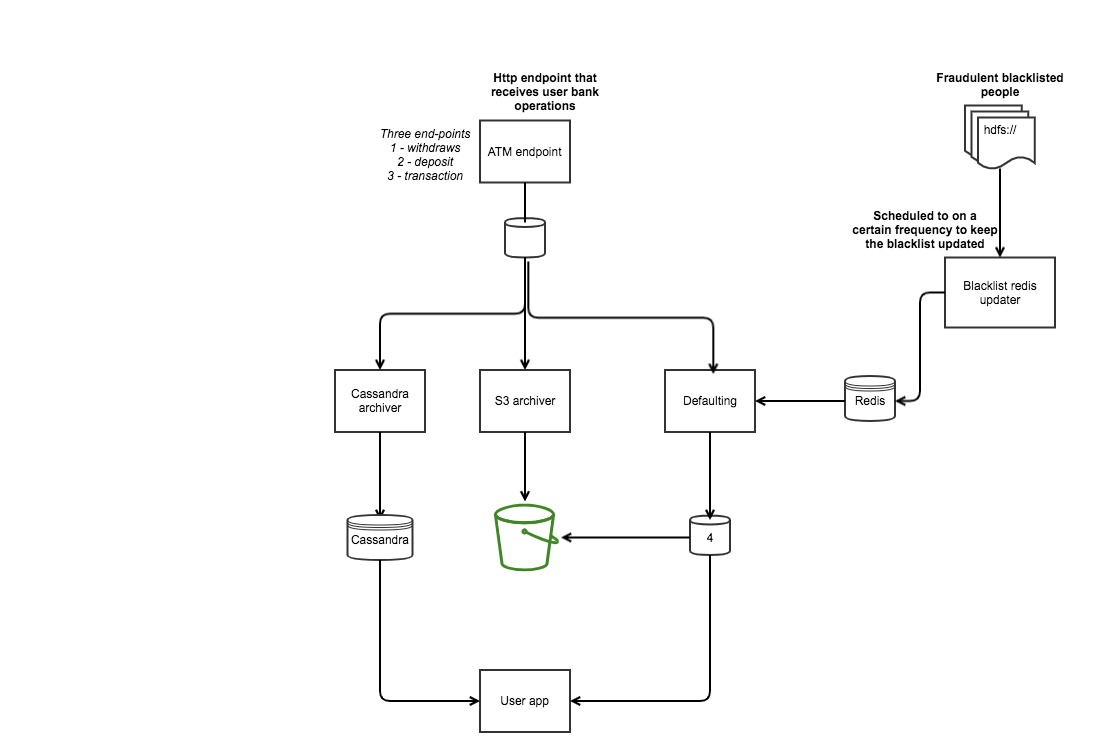 Http endpoint that
receives user bank
operations
Fraudulent blacklisted
people
Three end-points
1 - withdraws
2 - deposit
3 - transaction
ATM endpoint
hdfs://
Scheduled to on a
certain frequency to keep
the blacklist updated
Blacklist redis
updater
Cassandra
archiver
S3 archiver
Defaulting
Redis
Cassandra
4
User app